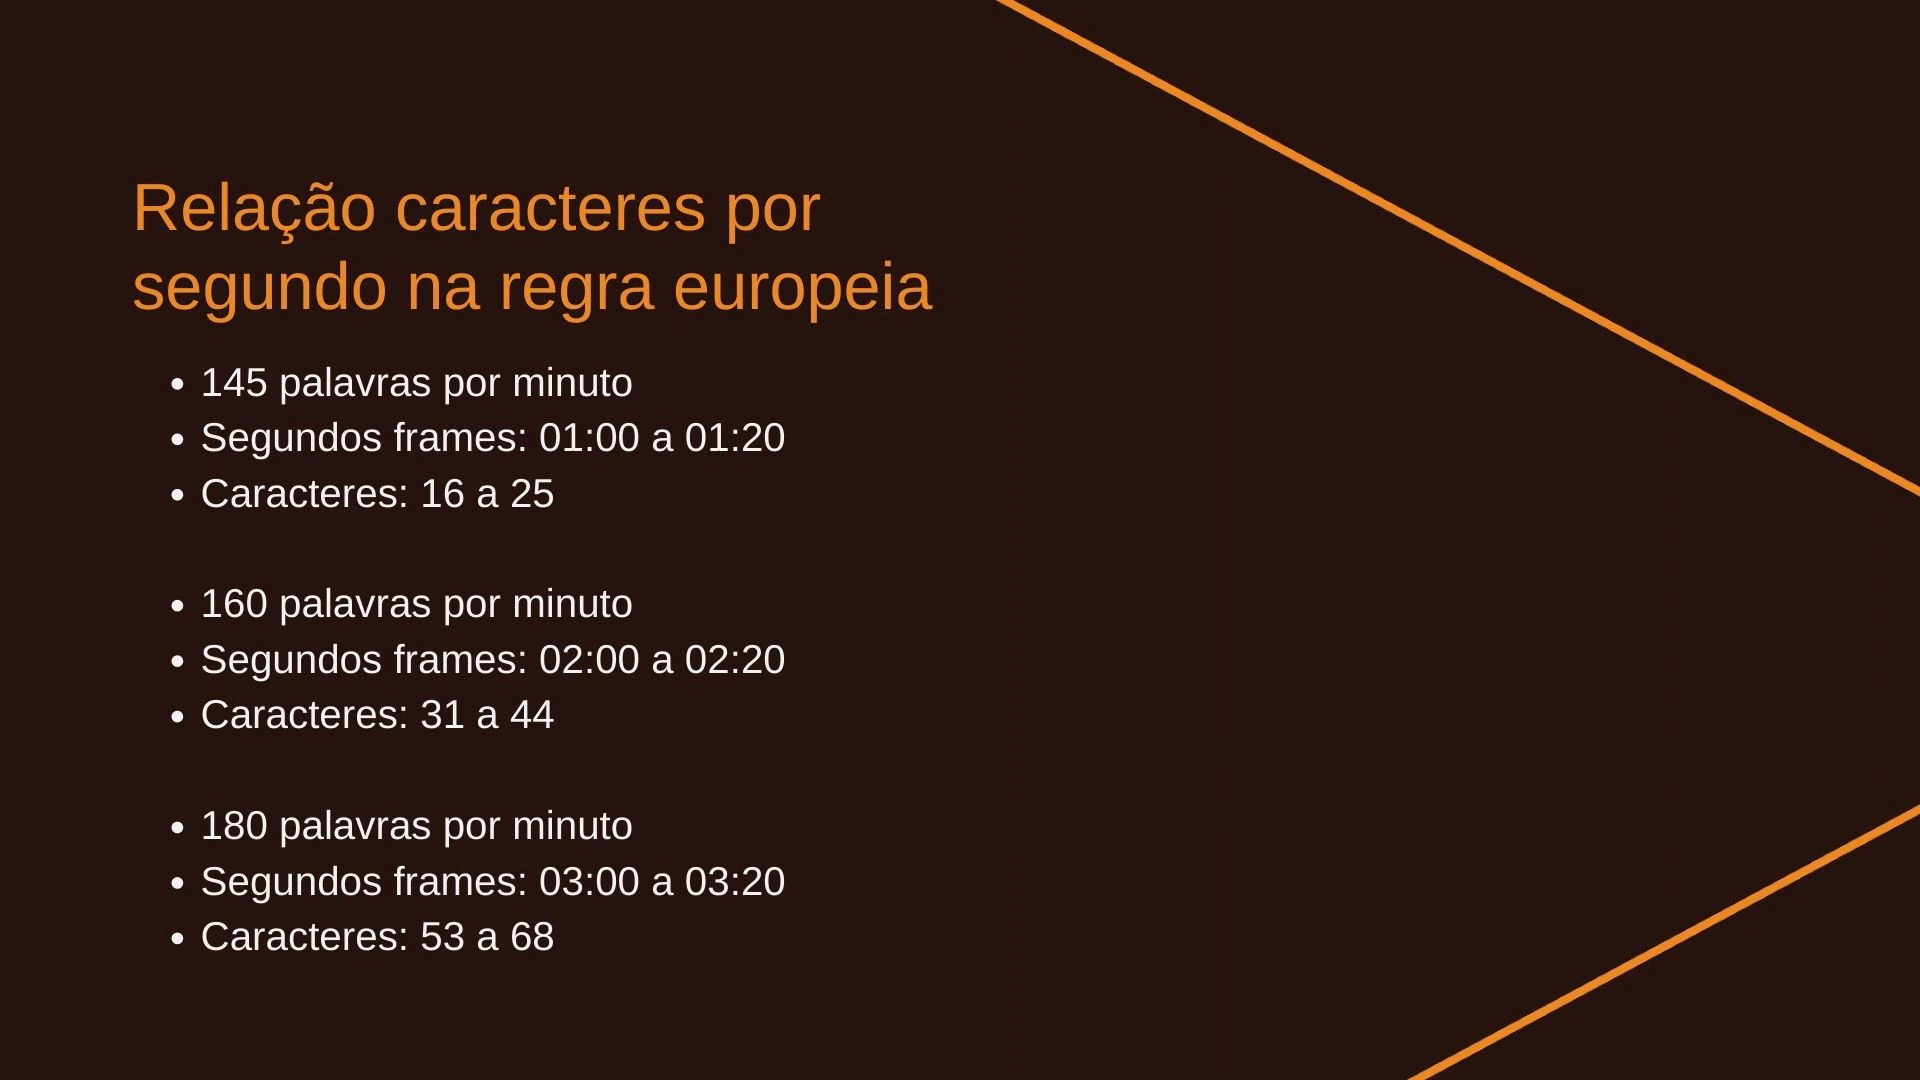 Relação caracteres por
segundo na regra europeia
• 145 palavras por minuto
• Segundos frames: 01:00 a 01:20
• Caracteres: 16 a 25
• 160 palavras por minuto
• Segundos frames: 02:00 a 02:20
• Caracteres: 31 a 44
• 180 palavras por minuto
• Segundos frames: 03:00 a 03:20
• Caracteres: 53 a 68